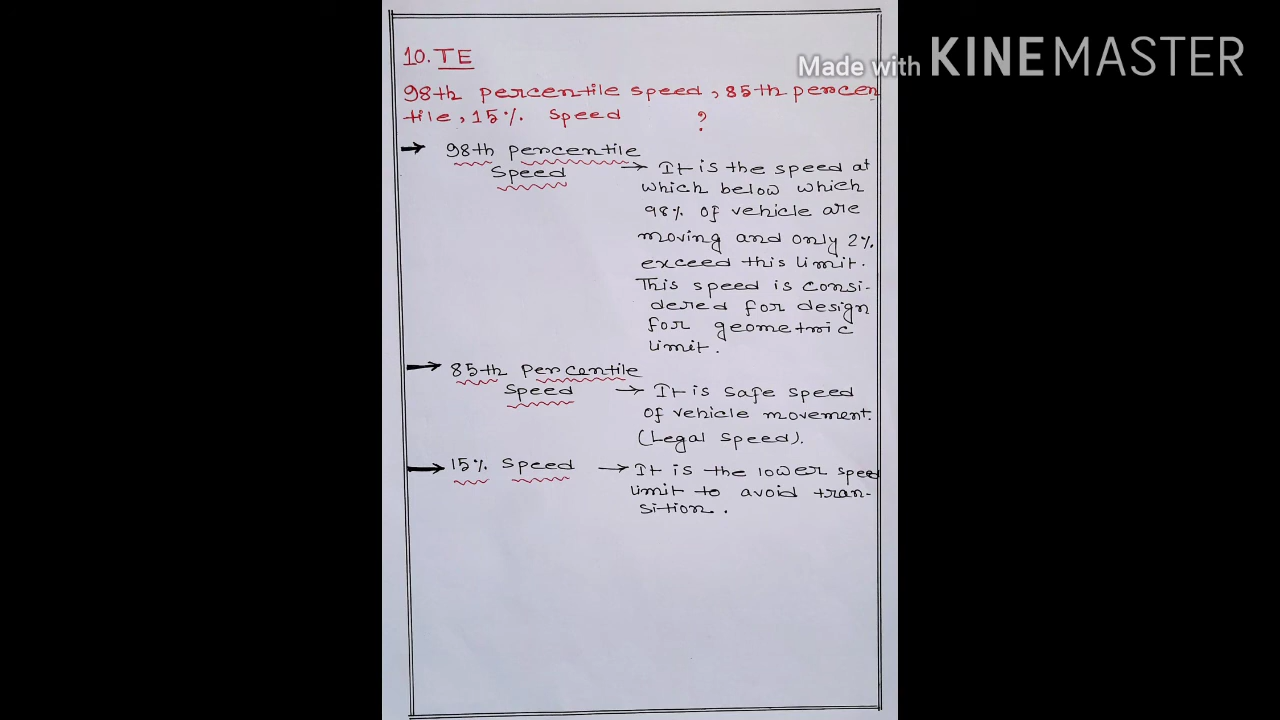 10. TE
Made with KINEMASTER
98th percentile speed, 85th percen
tile, 15% speed ?
→ 98th percentile
speed → It is the speed at
which below which
98% of vehicle are
moving and only 2%
exceed this limit.
This speed is consi-
dered for design
for geometric
limit.
→ 85th percentile
speed → It is safe speed
of vehicle movement.
(Legal speed).
→ 15% speed → It is the lower speed
limit to avoid tran-
sition.